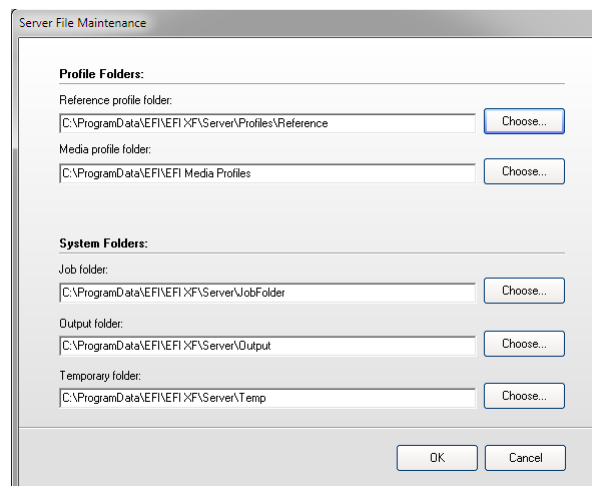 Server File Maintenance
Profile Folders:
Reference profile folder:
C:\ProgramData\EFI\EFI XF\Server\Profiles\Reference
Choose...
Media profile folder:
C:\ProgramData\EFI\EFI Media Profiles
Choose...
System Folders:
Job folder:
C:\ProgramData\EFI\EFI XF\Server\JobFolder
Choose...
Output folder:
C:\ProgramData\EFI\EFI XF\Server\Output
Choose...
Temporary folder:
C:\ProgramData\EFI\EFI XF\Server\Temp
Choose...
OK Cancel